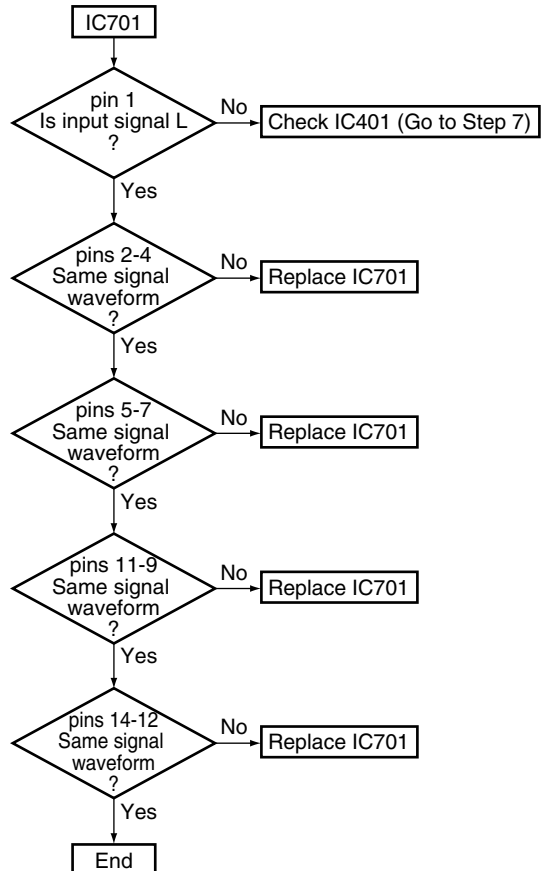 IC701
pin 1
Is input signal L
?
No
Check IC401 (Go to Step 7)
Yes
pins 2-4
Same signal
waveform
?
No
Replace IC701
Yes
pins 5-7
Same signal
waveform
?
No
Replace IC701
Yes
pins 11-9
Same signal
waveform
?
No
Replace IC701
Yes
pins 14-12
Same signal
waveform
?
No
Replace IC701
Yes
End